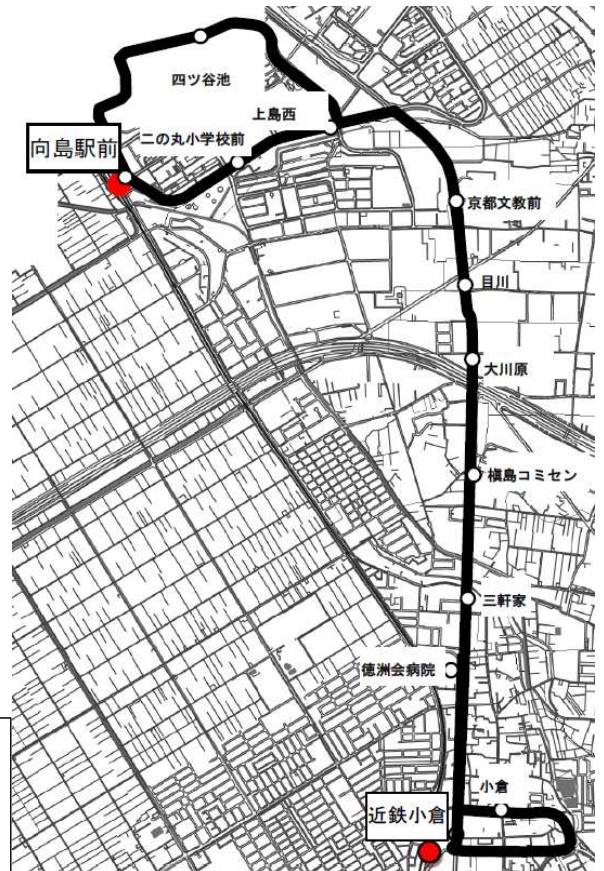 四ツ谷池
上島西
二の丸小学校前
向島駅前
京都文教前
目川
大川原
槇島コミセン
三軒家
徳洲会病院
小倉
近鉄小倉